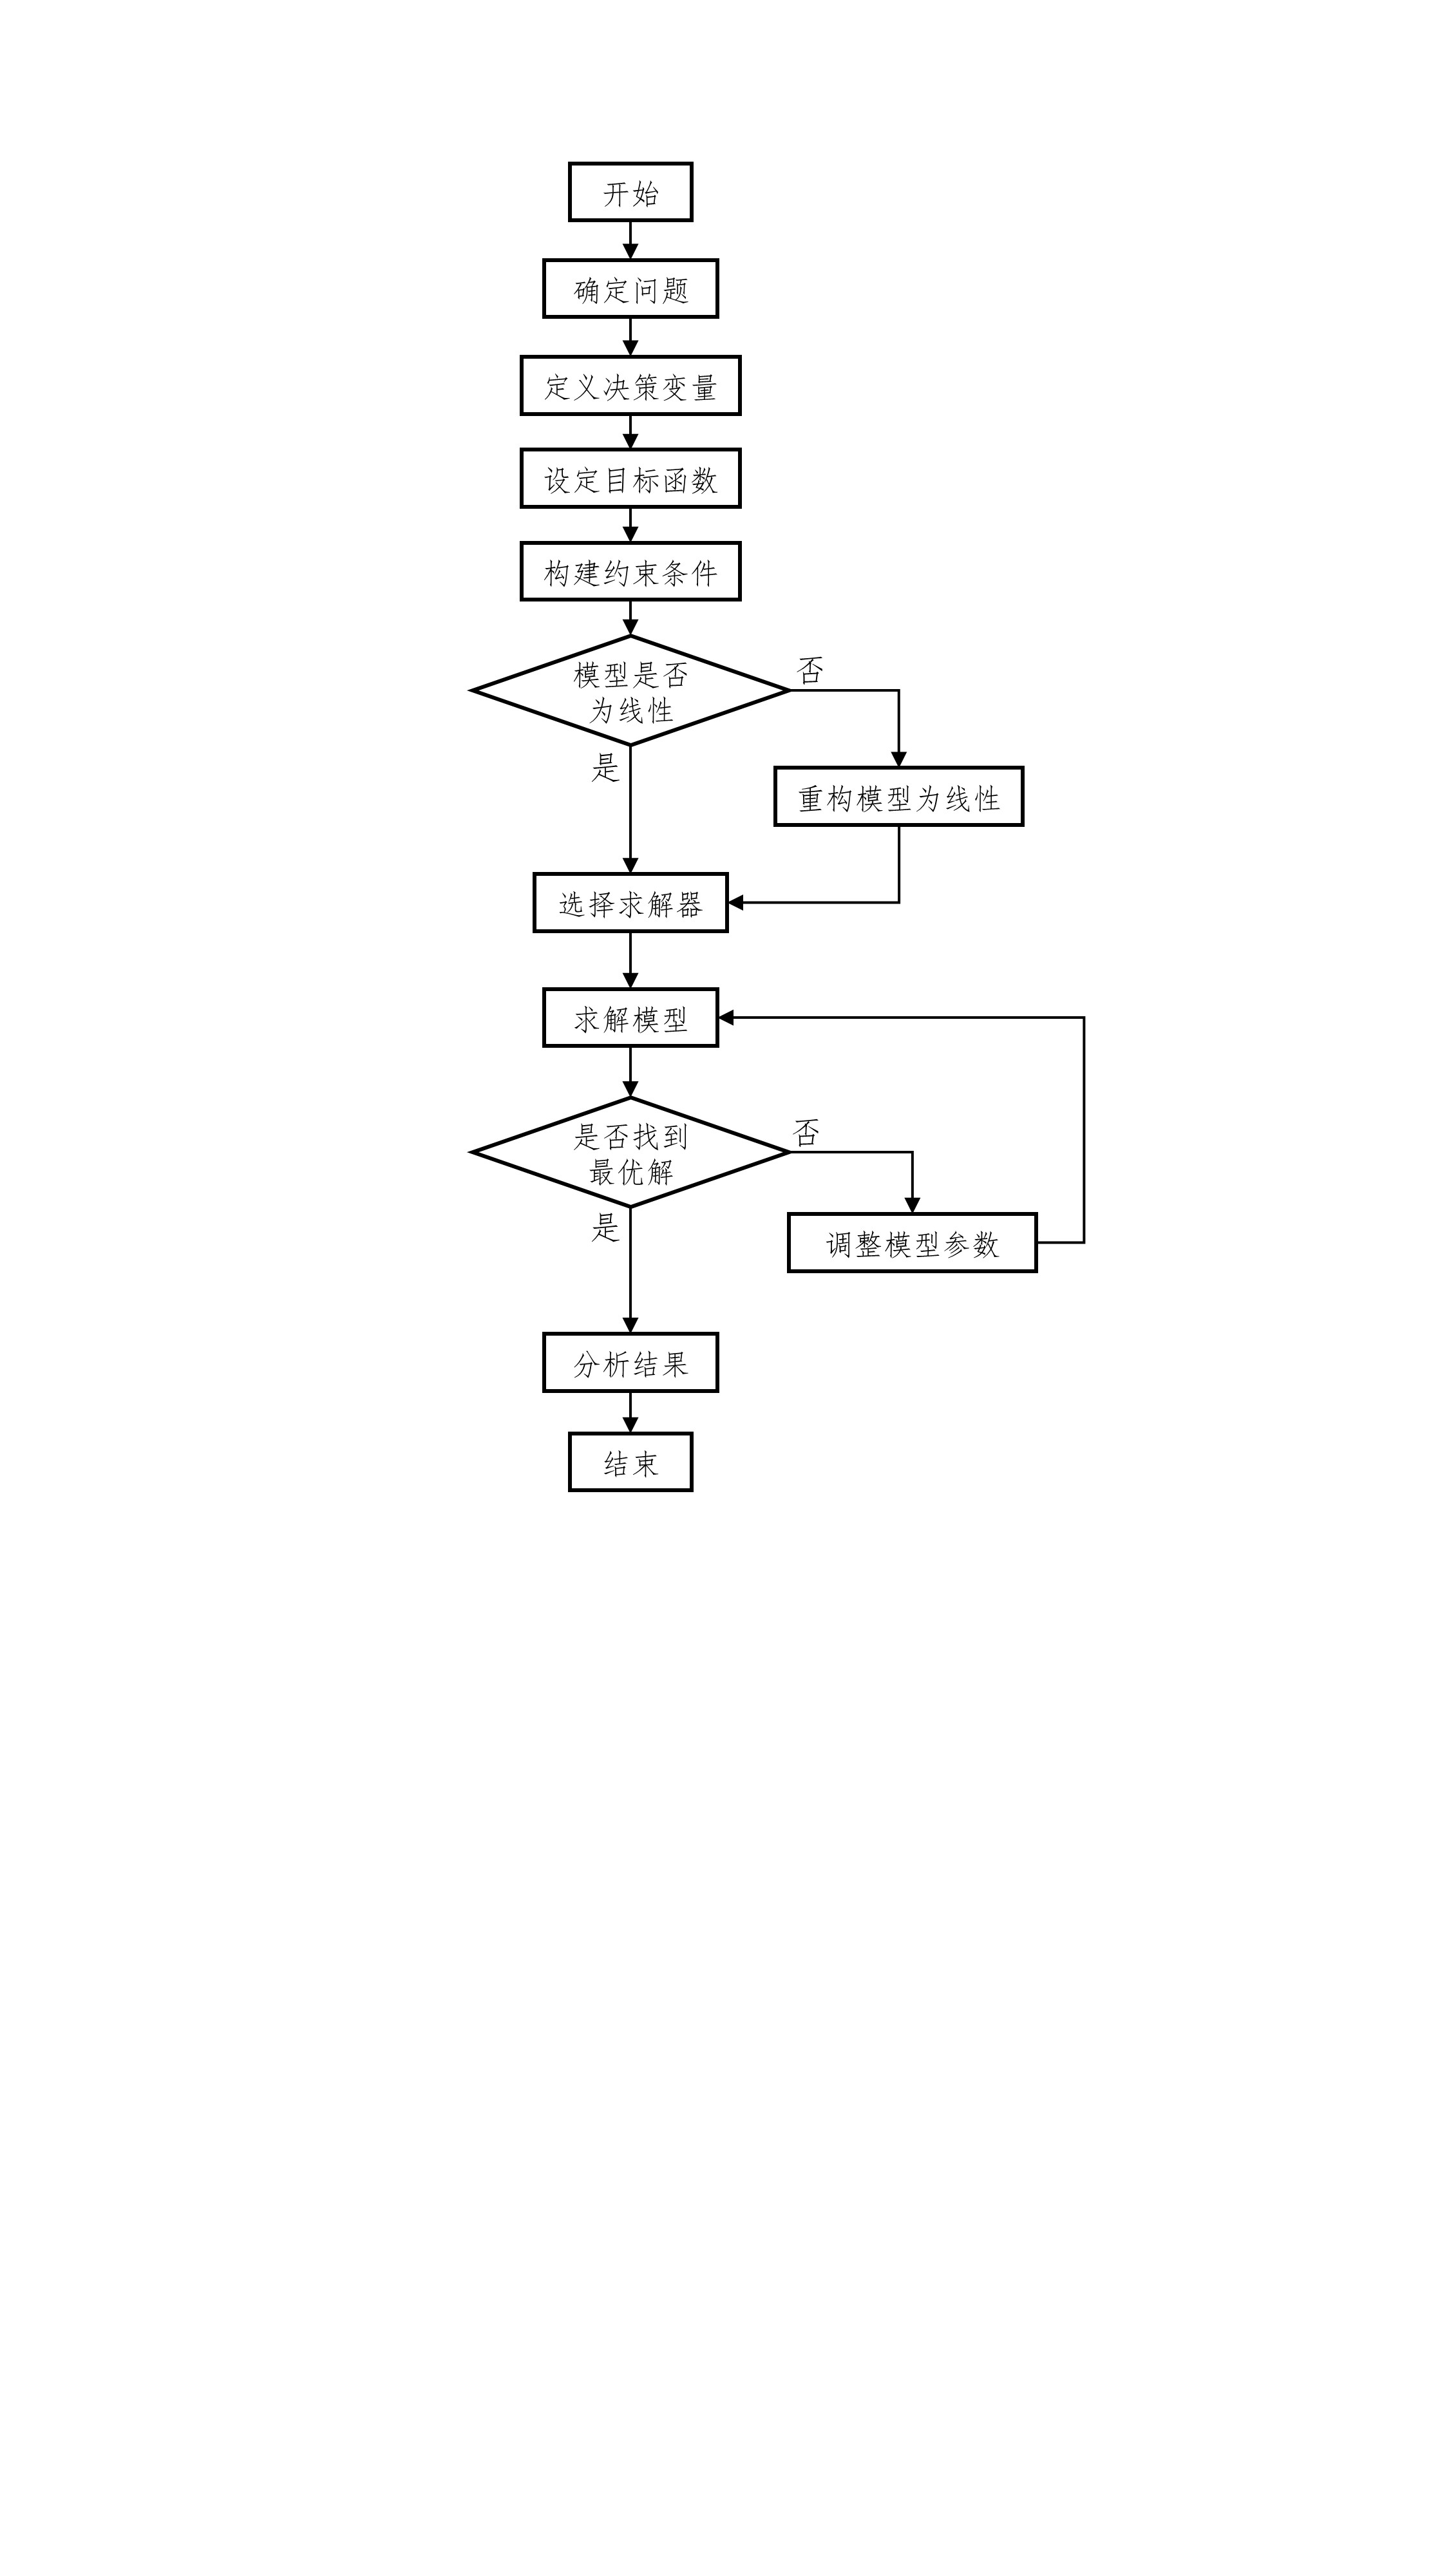 开始
确定问题
定义决策变量
设定目标函数
构建约束条件
模型是否
为线性
否
是
重构模型为线性
选择求解器
求解模型
是否找到
最优解
否
是
调整模型参数
分析结果
结束